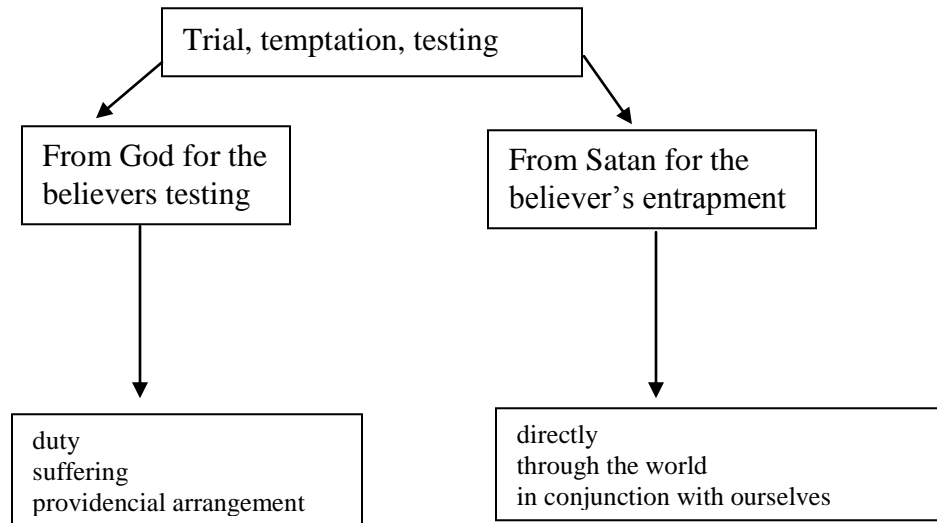 Trial, temptation, testing
From God for the
believers testing
From Satan for the
believer’s entrapment
duty
suffering
providencial arrangement
directly
through the world
in conjunction with ourselves